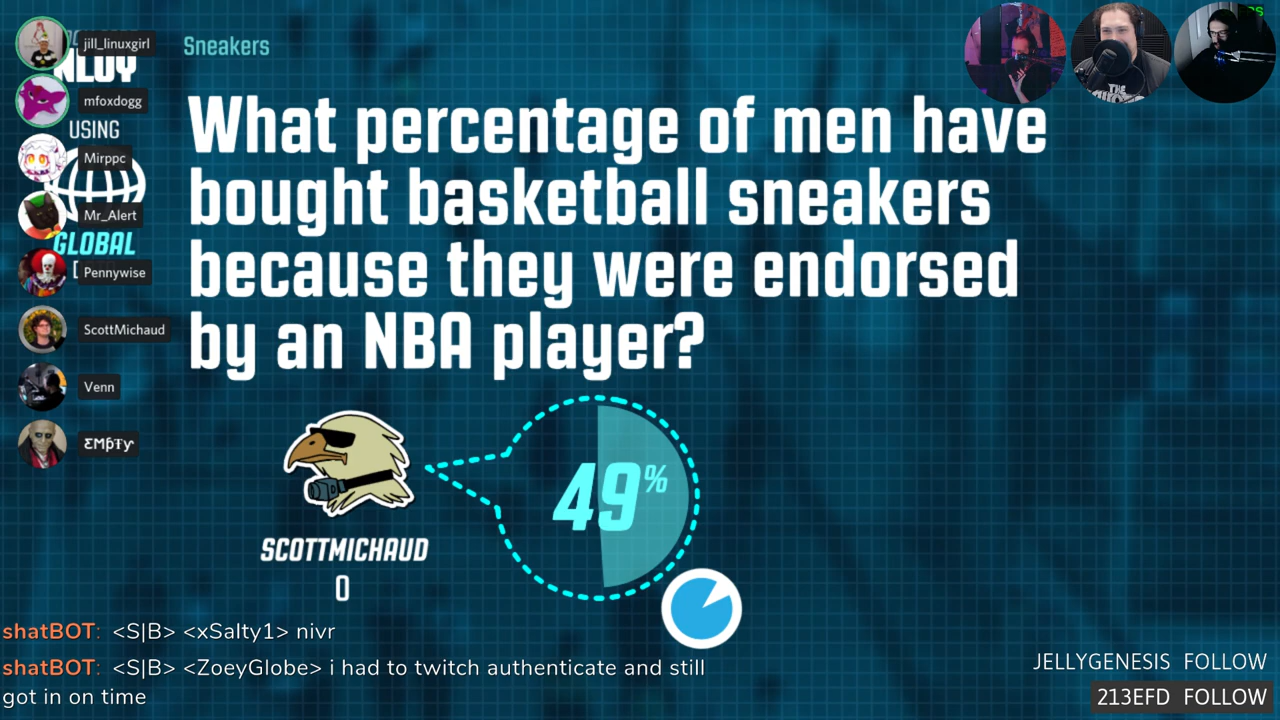 jill_linuxgirl
mfoxdogg
USING
Mirppc
Mr_Alert
GLOBAL
Pennywise
ScottMichaud
Venn
ΣMβŦƴ
Sneakers
What percentage of men have
bought basketball sneakers
because they were endorsed
by an NBA player?
49%
SCOTTMICHAUD
0
THE
shatBOT: <S|B> <xSalty1> nivr
shatBOT: <S|B> <ZoeyGlobe> i had to twitch authenticate and still
got in on time
JELLYGENESIS FOLLOW
213EFD FOLLOW